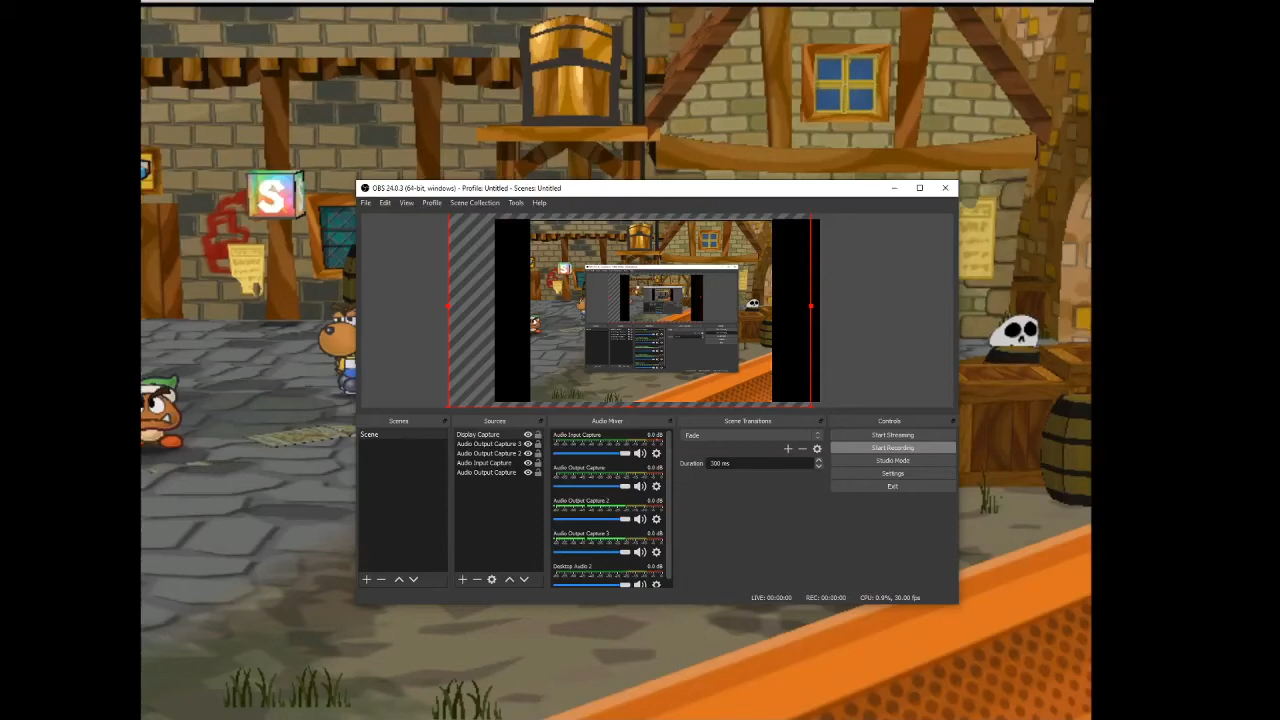 S
OBS 24.0.3 (64-bit, windows) - Profile: Untitled - Scenes: Untitled
File Edit View Profile Scene Collection Tools Help
Scenes
Scene
Sources
Display Capture
Audio Output Capture 3
Audio Output Capture 2
Audio Input Capture
Audio Output Capture
Audio Mixer
Audio Input Capture 0.0 dB
Audio Output Capture 0.0 dB
Audio Output Capture 2 0.0 dB
Audio Output Capture 3 0.0 dB
Desktop Audio 2 0.0 dB
Scene Transitions
Fade
Duration 300 ms
Controls
Start Streaming
Start Recording
Studio Mode
Settings
Exit
LIVE: 00:00:00 REC: 00:00:00 CPU: 0.9%, 30.00 fps